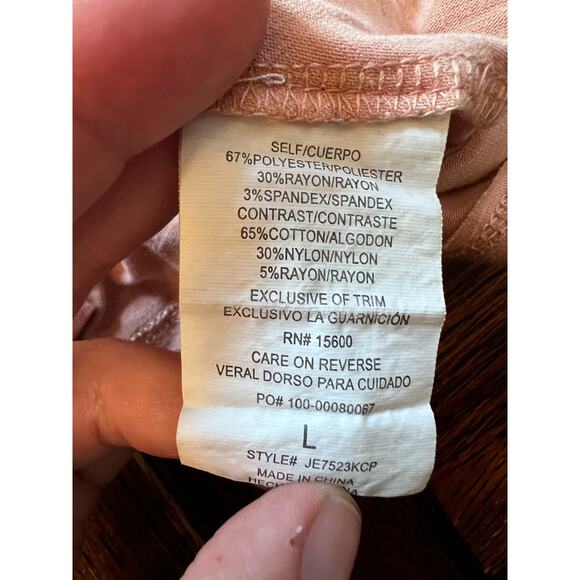 SELF/CUERPO
67%POLYESTER/POLIESTER
30%RAYON/RAYON
3%SPANDEX/SPANDEX
CONTRAST/CONTRASTE
65%COTTON/ALGODON
30%NYLON/NYLON
5%RAYON/RAYON
EXCLUSIVE OF TRIM
EXCLUSIVO LA GUARNICIÓN
RN# 15600
CARE ON REVERSE
VERAL DORSO PARA CUIDADO
PO# 100-00080067
L
STYLE# JE7523KCP
MADE IN CHINA